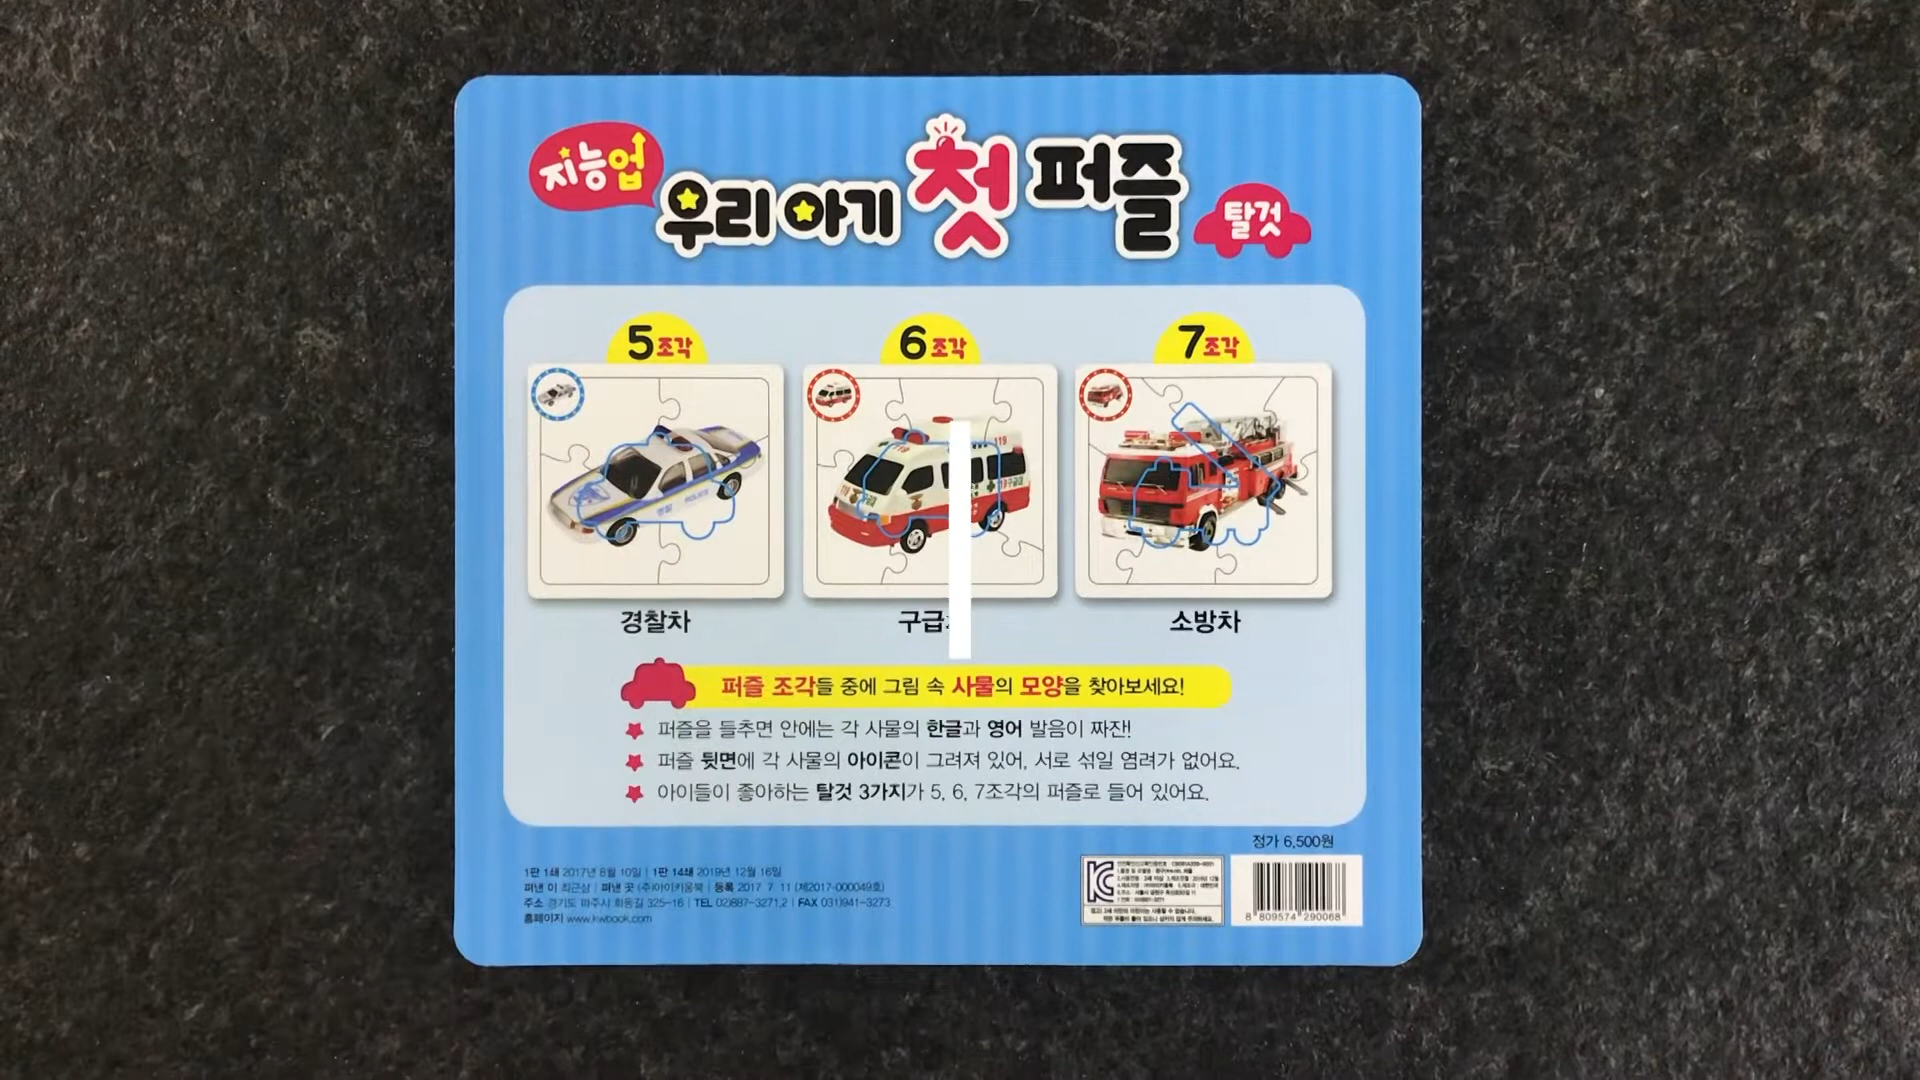 지능업
우리 아기 첫 퍼즐
탈것
5조각
6조각
7조각
119
119
경찰차
구급
소방차
퍼즐 조각들 중에 그림 속 사물의 모양을 찾아보세요!
퍼즐을 들추면 안에는 각 사물의 한글과 영어 발음이 짜잔!
퍼즐 뒷면에 각 사물의 아이콘이 그려져 있어, 서로 섞일 염려가 없어요.
아이들이 좋아하는 탈것 3가지가 5, 6, 7조각의 퍼즐로 들어 있어요.
정가 6,500원
1판 1쇄 2017년 8월 10일 | 1판 14쇄 2019년 12월 16일
펴낸 이 최근삼 | 펴낸 곳 (주)아이키움북 | 등록 2017. 7. 11 (제2017-000049호)
주소 경기도 파주시 회동길 325-16 | TEL 02)887-3271,2 | FAX 031)941-3273
홈페이지 www.kwbook.com
KC
8 809574 290068